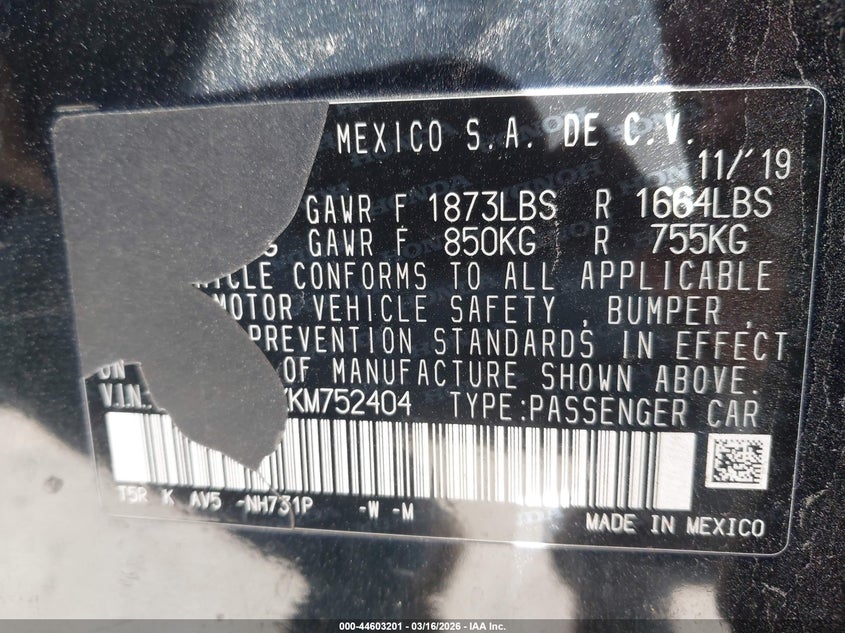 MEXICO S.A. DE C.V.
11/'19
GAWR F 1873LBS R 1664LBS
G GAWR F 850KG R 755KG
CLE CONFORMS TO ALL APPLICABLE
MOTOR VEHICLE SAFETY, BUMPER,
PREVENTION STANDARDS IN EFFECT
ON OF MANUFACTURE SHOWN ABOVE.
V.I.N.: KM752404 TYPE:PASSENGER CAR
T5R K AV5 -NH731P -W -M
MADE IN MEXICO
000-44603201 - 03/16/2026 - IAA Inc.